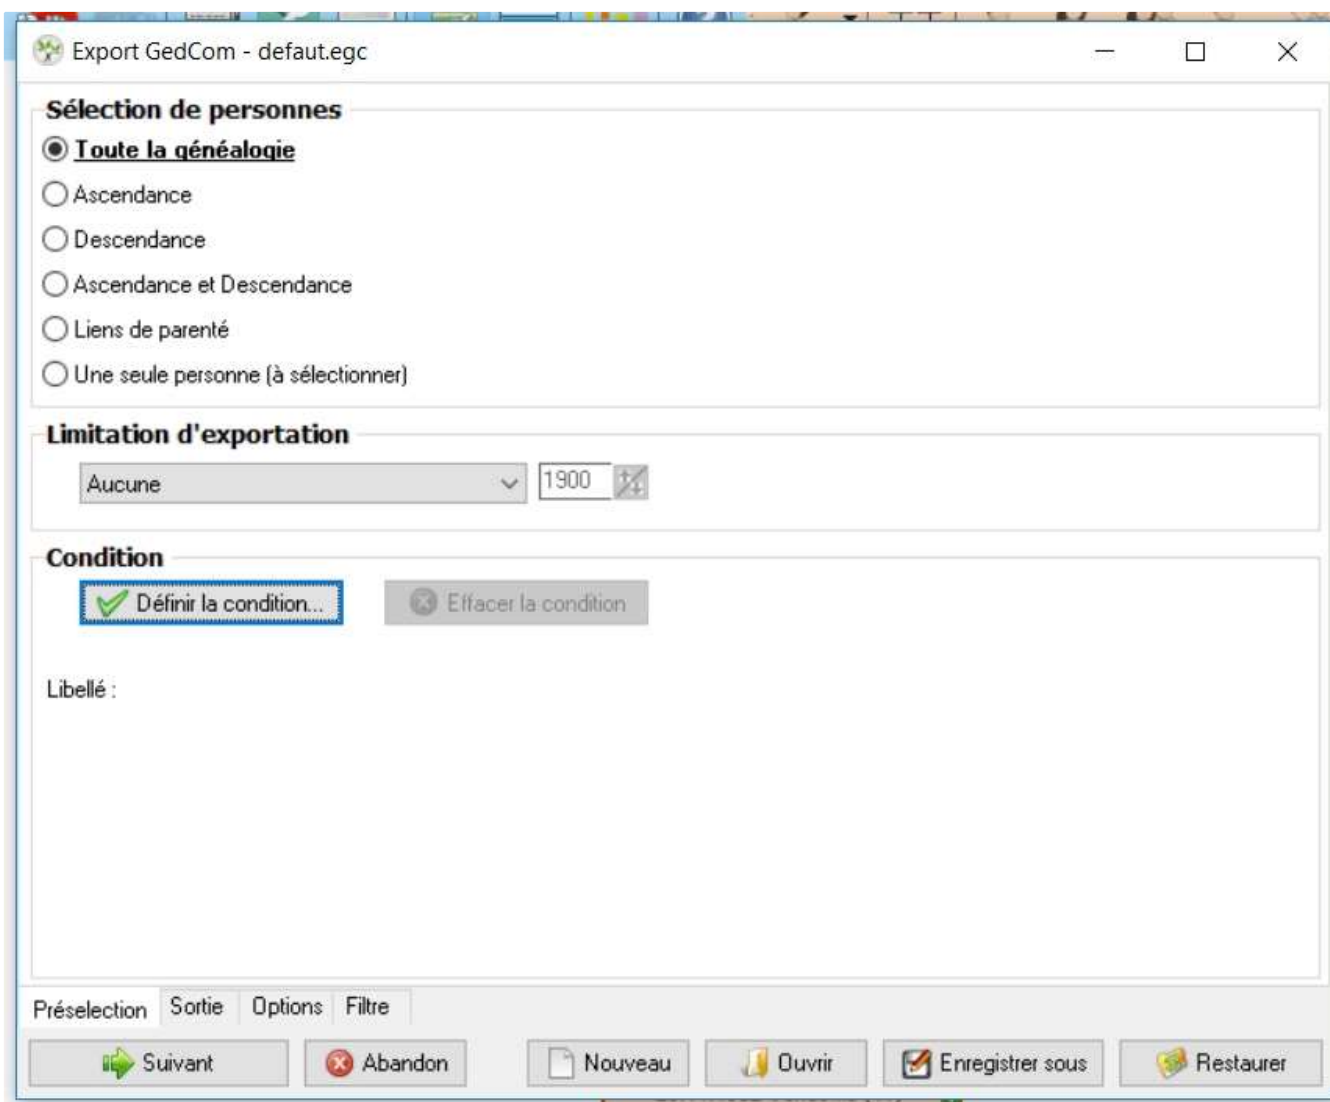 Export GedCom - defaut.egc
Sélection de personnes
Toute la généalogie
Ascendance
Descendance
Ascendance et Descendance
Liens de parenté
Une seule personne (à sélectionner)
Limitation d'exportation
Aucune 1900
Condition
Définir la condition... Effacer la condition
Libellé :
Préselection Sortie Options Filtre
Suivant Abandon Nouveau Ouvrir Enregistrer sous Restaurer